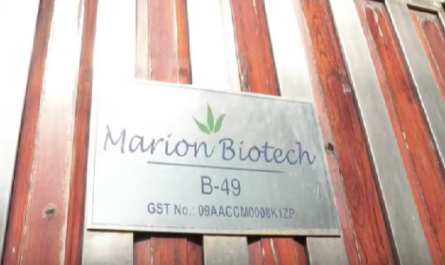 Marion Biotech
B-49
GST No.: 09AACCM0008K1ZP